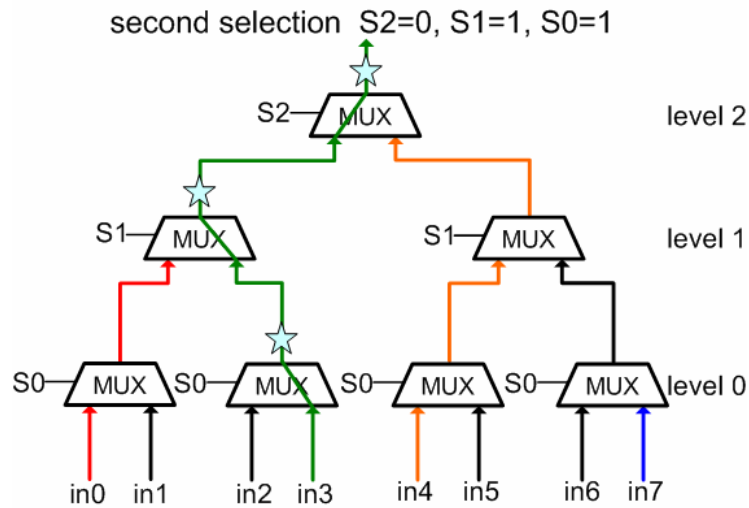 second selection S2=0, S1=1, S0=1
S2 MUX level 2
S1 MUX S1 MUX level 1
S0 MUX S0 MUX S0 MUX S0 MUX level 0
in0 in1 in2 in3 in4 in5 in6 in7